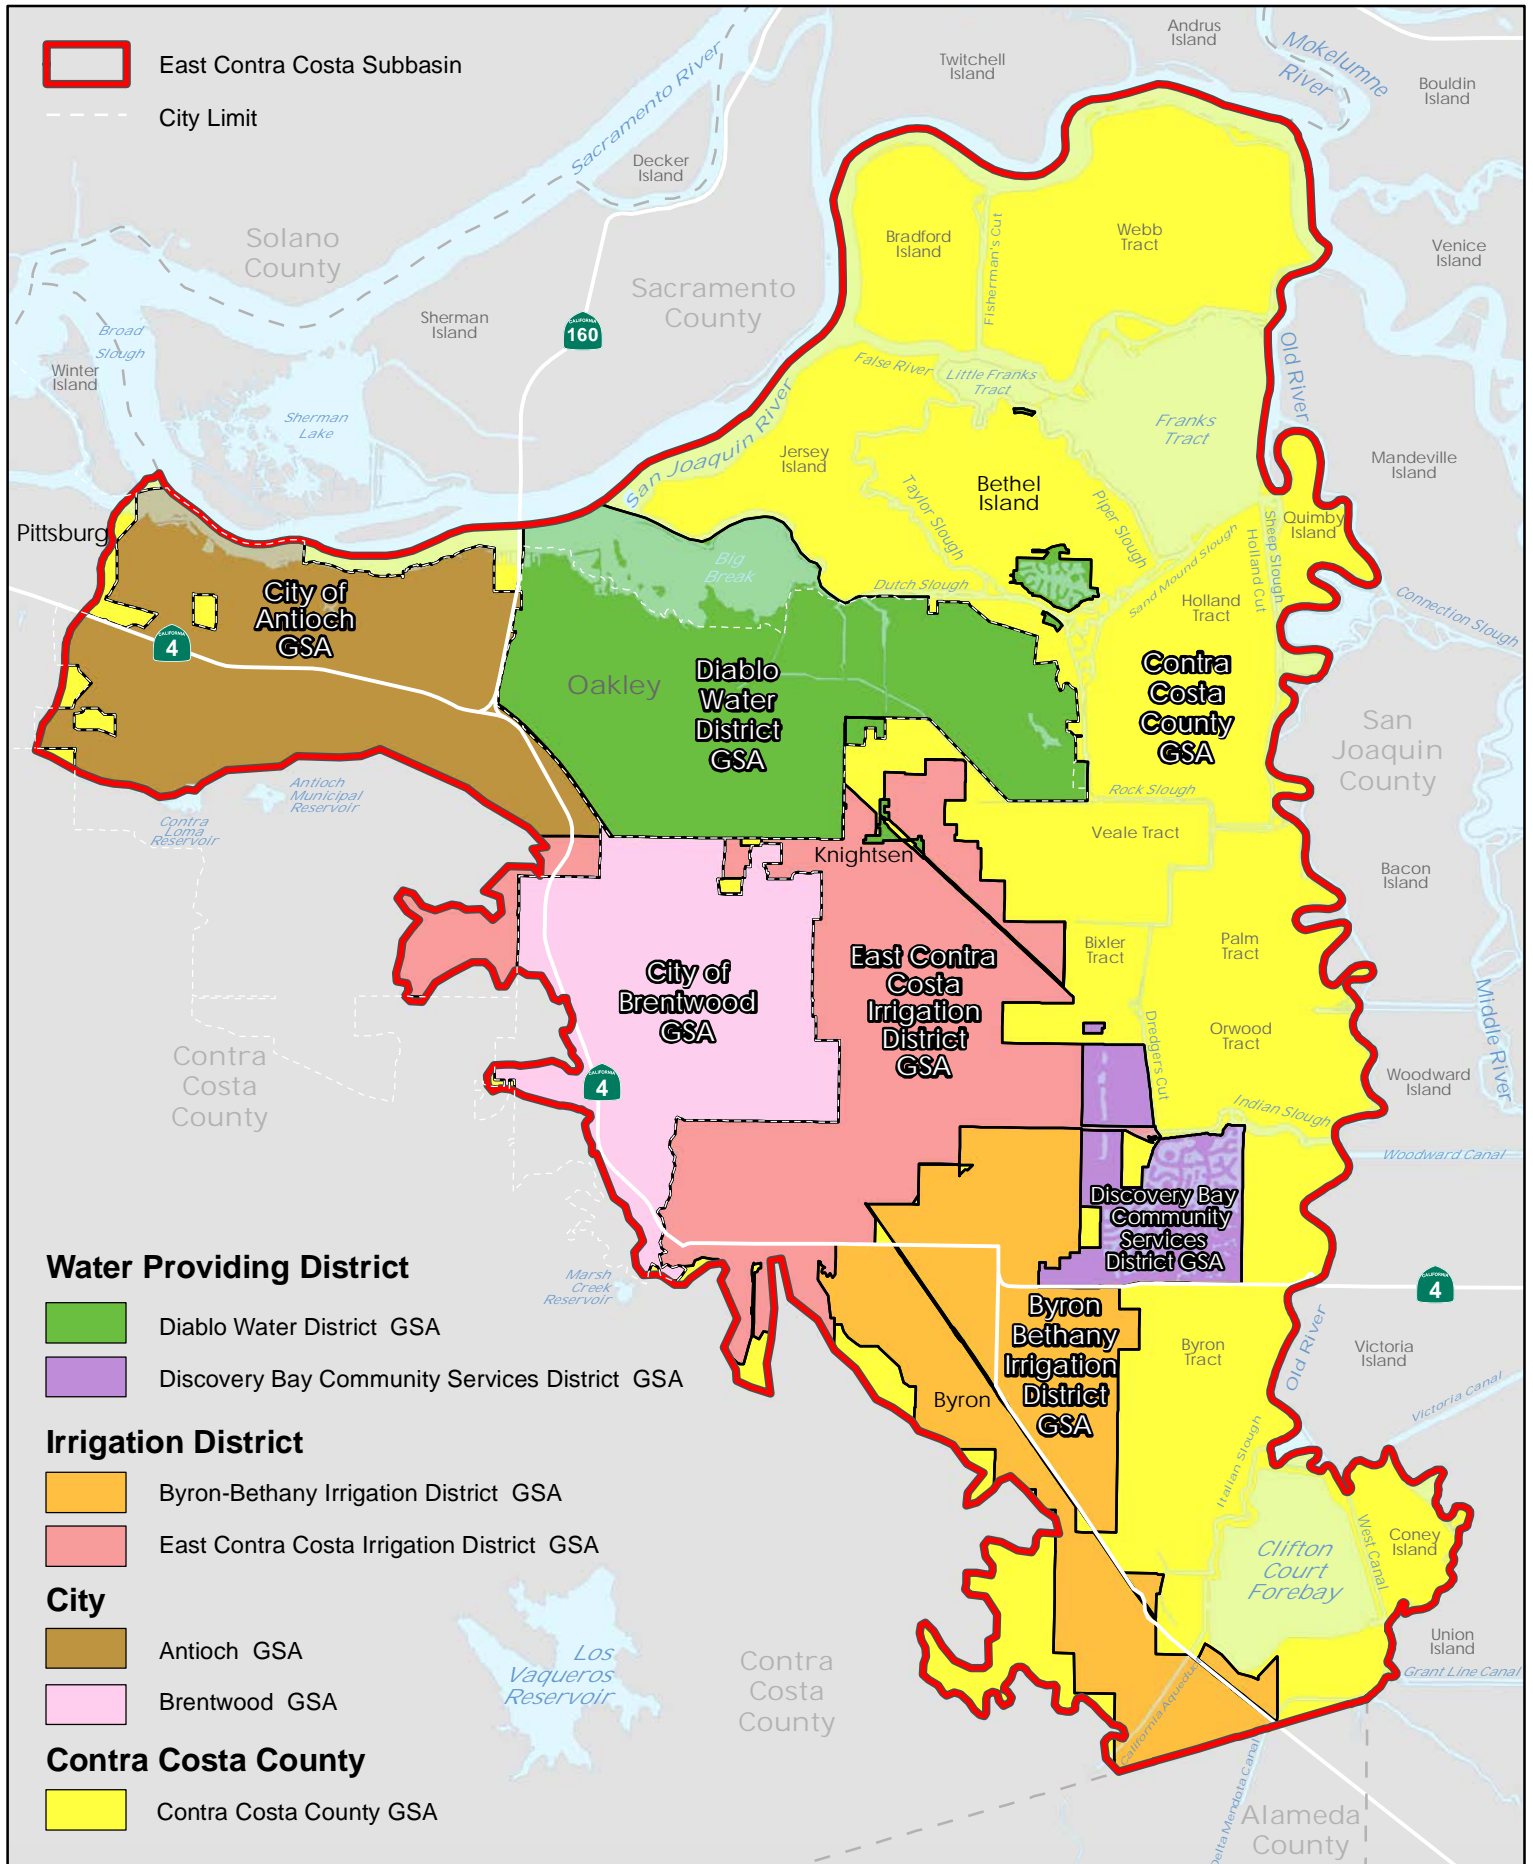 East Contra Costa Subbasin
City Limit
Andrus
Island
Twitchell
Island
Mokelumne
River
Bouldin
Island
Sacramento River
Decker
Island
Solano
County
Bradford
Island
Fisherman's Cut
Webb
Tract
Venice
Island
Sacramento
County
Sherman
Island
CALIFORNIA
160
Broad
Slough
Winter
Island
Sherman
Lake
False River
Little Franks
Tract
Old River
Franks
Tract
San Joaquin River
Jersey
Island
Bethel
Island
Taylor Slough
Piper Slough
Mandeville
Island
Quimby
Island
Sheep Slough
Holland Cut
Sand Mound Slough
Pittsburg
Big
Break
Dutch Slough
Holland
Tract
Connection Slough
City of
Antioch
GSA
CALIFORNIA
4
Oakley
Diablo
Water
District
GSA
Contra
Costa
County
GSA
San
Joaquin
County
Antioch
Municipal
Reservoir
Contra
Loma
Reservoir
Rock Slough
Veale Tract
Knightsen
Bacon
Island
City of
Brentwood
GSA
East Contra
Costa
Irrigation
District
GSA
Bixler
Tract
Palm
Tract
Dredgers Cut
Orwood
Tract
Middle River
Contra
Costa
County
CALIFORNIA
4
Woodward
Island
Indian Slough
Woodward Canal
Discovery Bay
Community
Services
District GSA
Marsh
Creek
Reservoir
CALIFORNIA
4
Byron
Bethany
Irrigation
District
GSA
Byron
Tract
Old River
Victoria
Island
Victoria Canal
Byron
Italian Slough
West Canal
Coney
Island
Clifton
Court
Forebay
Union
Island
Grant Line Canal
Los
Vaqueros
Reservoir
Contra
Costa
County
California Aqueduct
Delta Mendota Canal
Alameda
County
Water Providing District
Diablo Water District GSA
Discovery Bay Community Services District GSA
Irrigation District
Byron-Bethany Irrigation District GSA
East Contra Costa Irrigation District GSA
City
Antioch GSA
Brentwood GSA
Contra Costa County
Contra Costa County GSA